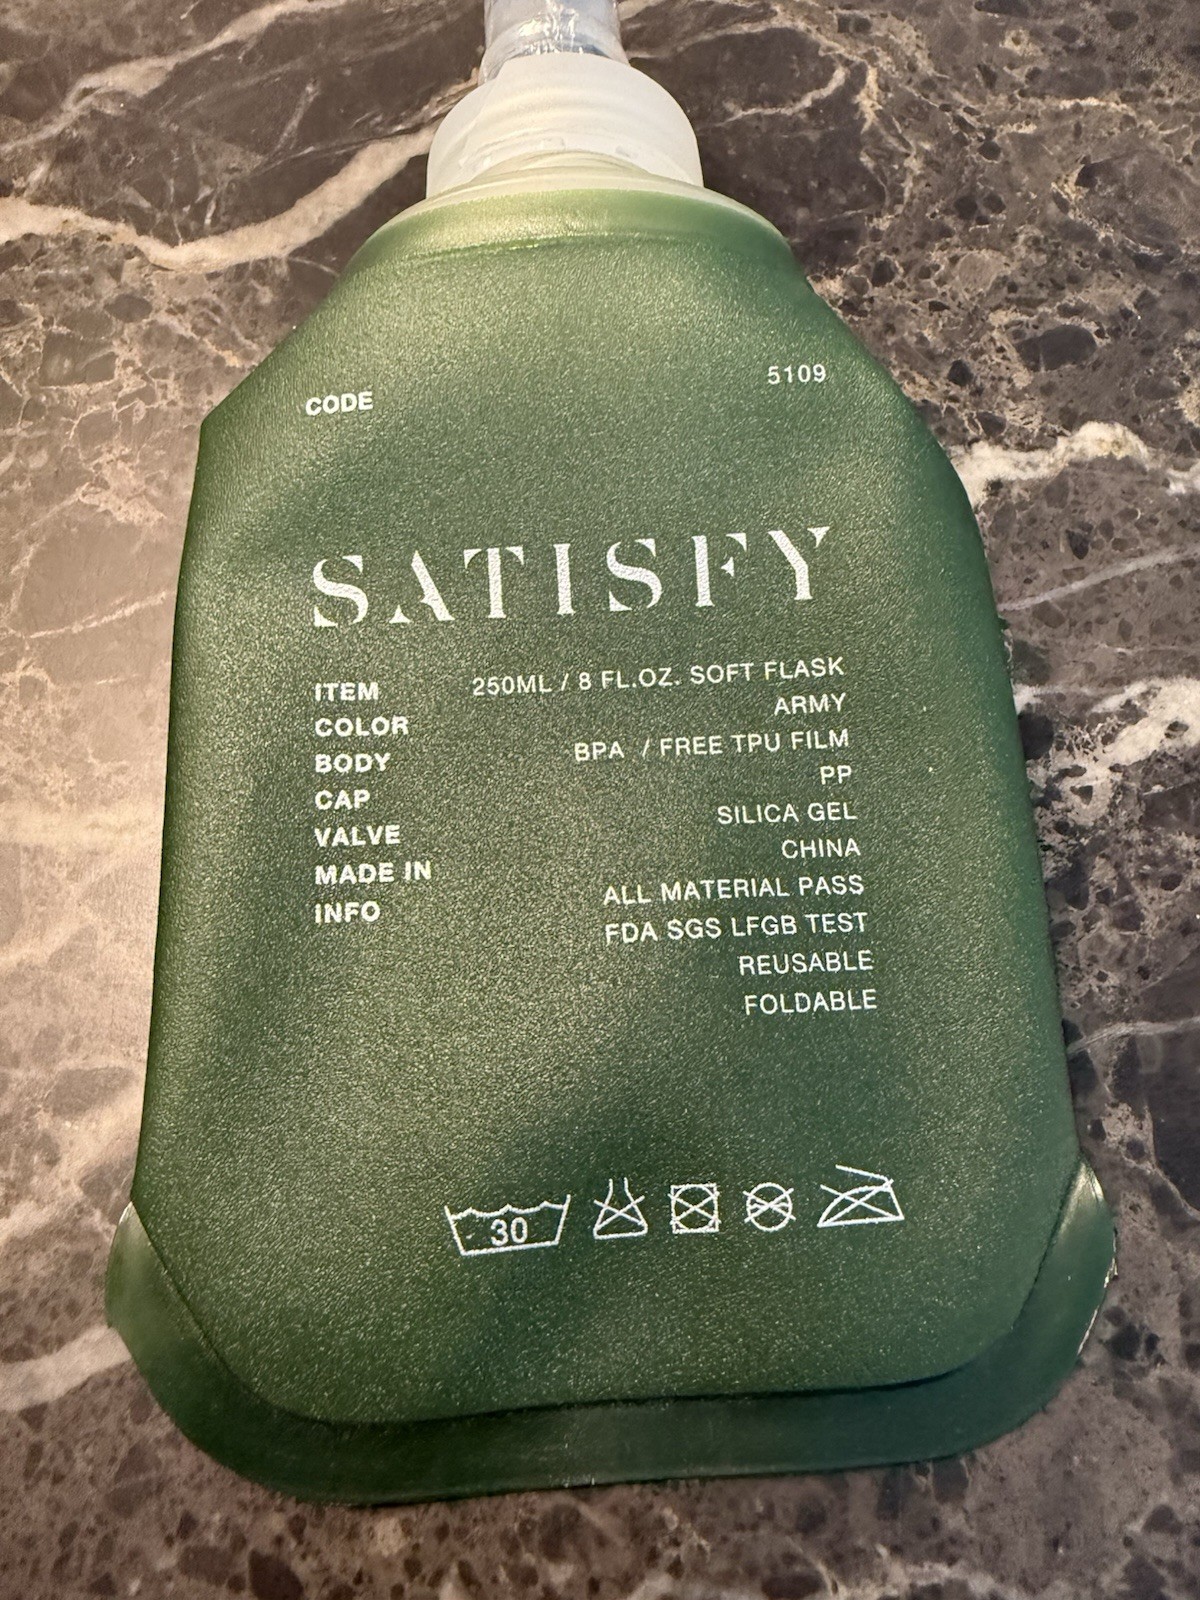 CODE 5109
SATISFY
ITEM 250ML / 8 FL.OZ. SOFT FLASK
COLOR ARMY
BODY BPA / FREE TPU FILM
CAP PP
VALVE SILICA GEL
MADE IN CHINA
INFO ALL MATERIAL PASS
FDA SGS LFGB TEST
REUSABLE
FOLDABLE
30